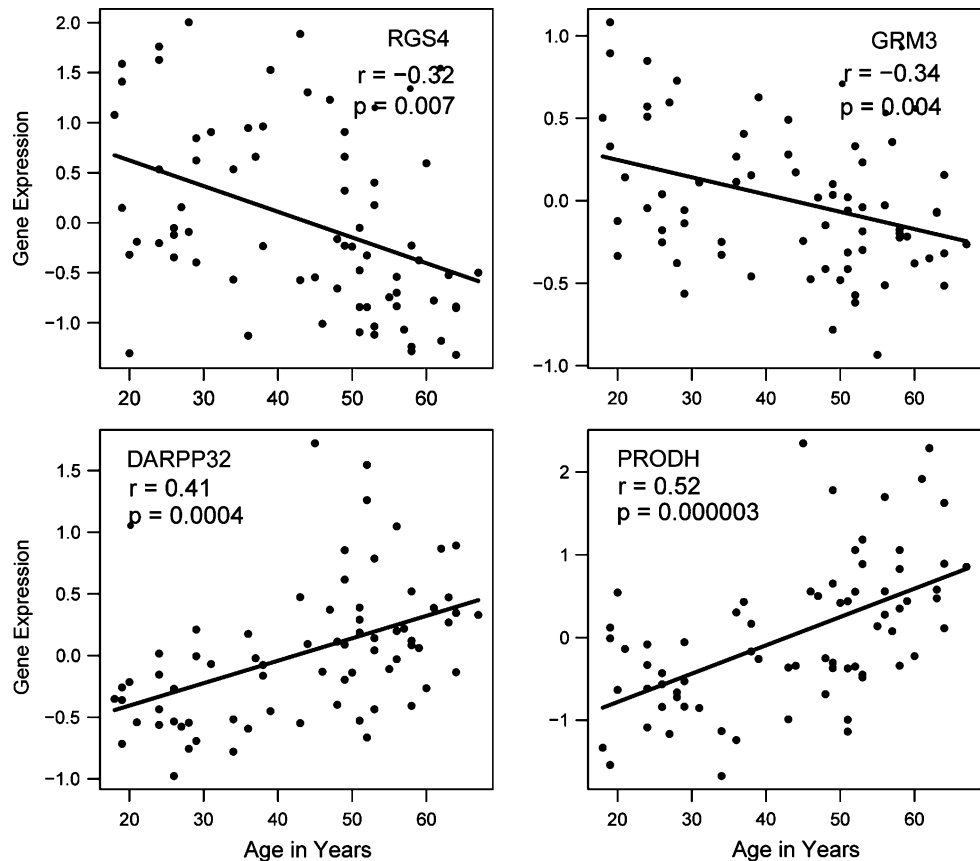 RGS4
r = −0.32
p = 0.007
2.0
1.5
1.0
0.5
0.0
−0.5
−1.0
Gene Expression
20 30 40 50 60
GRM3
r = −0.34
p = 0.004
1.0
0.5
0.0
−0.5
−1.0
20 30 40 50 60
DARPP32
r = 0.41
p = 0.0004
1.5
1.0
0.5
0.0
−0.5
−1.0
Gene Expression
20 30 40 50 60
Age in Years
PRODH
r = 0.52
p = 0.000003
2
1
0
−1
20 30 40 50 60
Age in Years